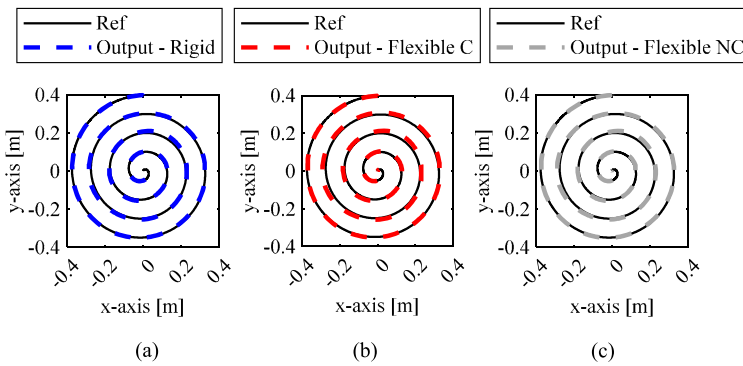 Ref
Output - Rigid
Ref
Output - Flexible C
Ref
Output - Flexible NC
0.4
0.2
0
-0.2
-0.4
y-axis [m]
-0.4
-0.2
0
0.2
0.4
x-axis [m]
(a)
0.4
0.2
0
-0.2
-0.4
y-axis [m]
-0.4
-0.2
0
0.2
0.4
x-axis [m]
(b)
0.4
0.2
0
-0.2
-0.4
y-axis [m]
-0.4
-0.2
0
0.2
0.4
x-axis [m]
(c)